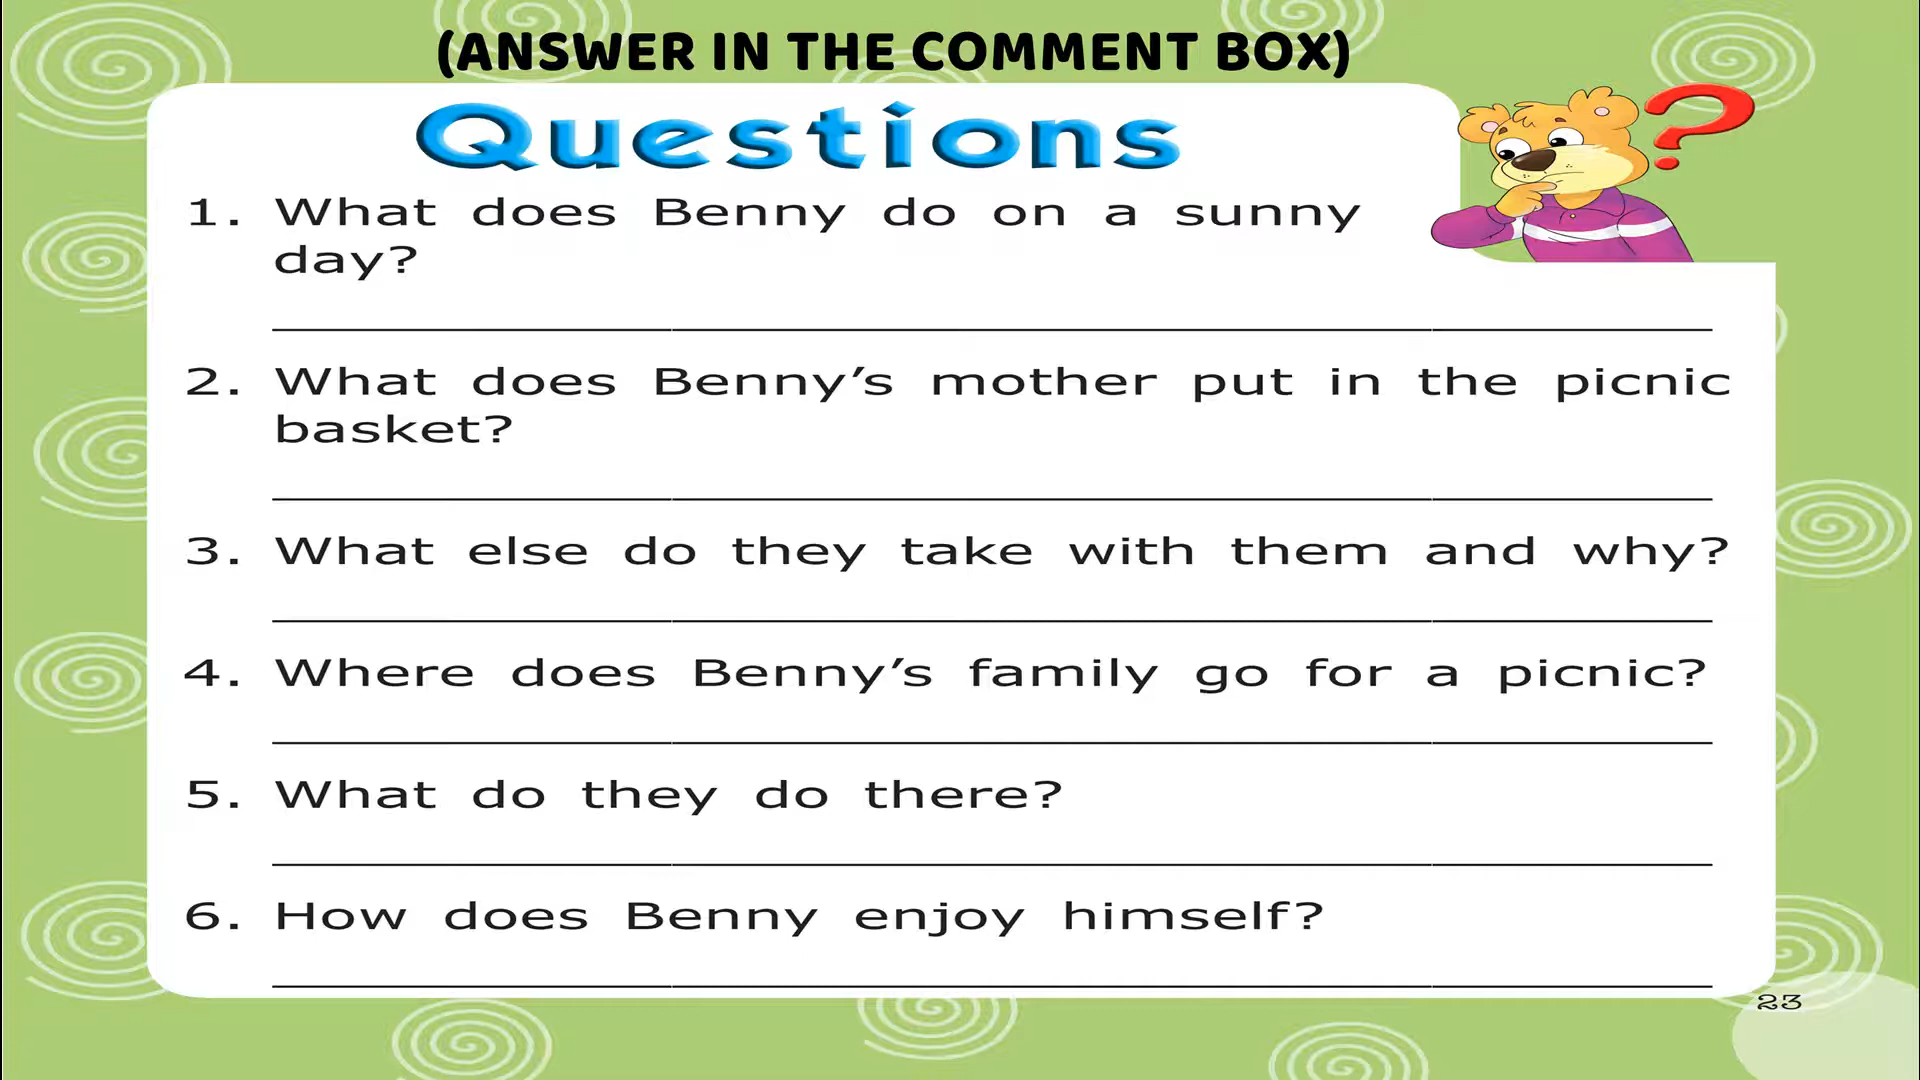 (ANSWER IN THE COMMENT BOX)
Questions
1. What does Benny do on a sunny
day?
2. What does Benny’s mother put in the picnic
basket?
3. What else do they take with them and why?
4. Where does Benny’s family go for a picnic?
5. What do they do there?
6. How does Benny enjoy himself?
23